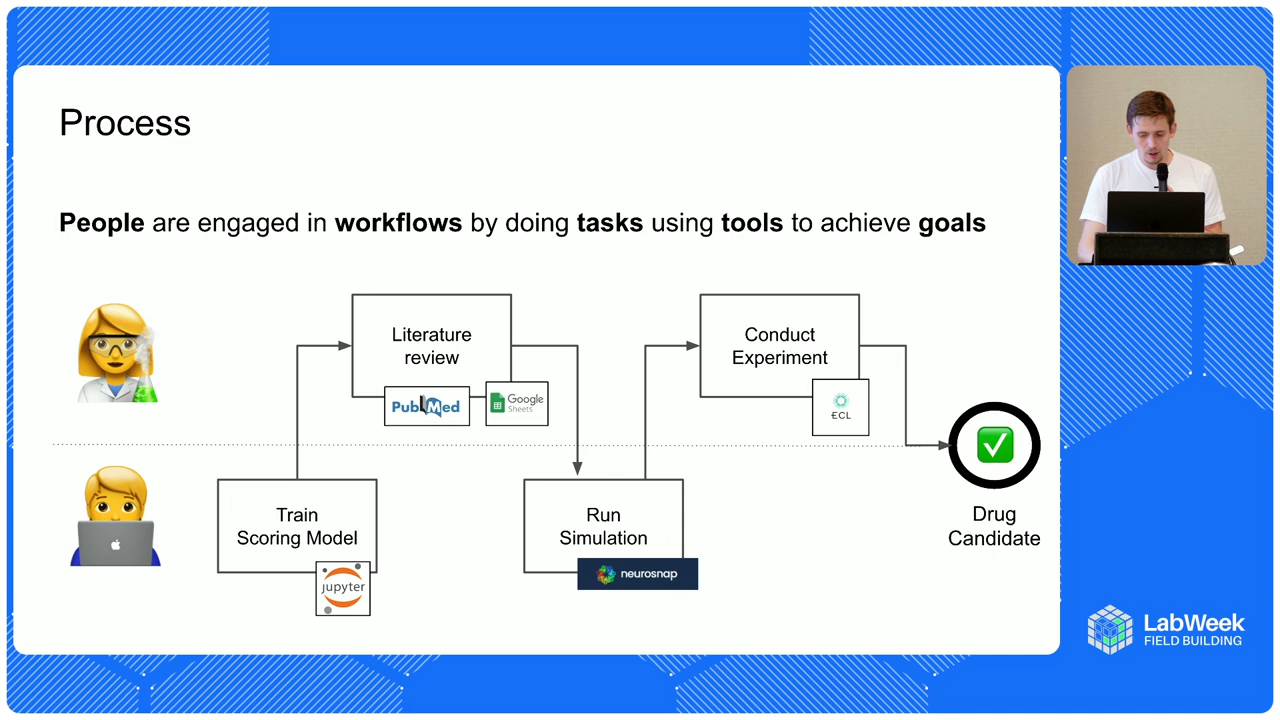 Process
People are engaged in workflows by doing tasks using tools to achieve goals
Literature
review
PubMed
Google
Sheets
Conduct
Experiment
ECL
Train
Scoring Model
jupyter
Run
Simulation
neurosnap
Drug
Candidate
LabWeek
FIELD BUILDING